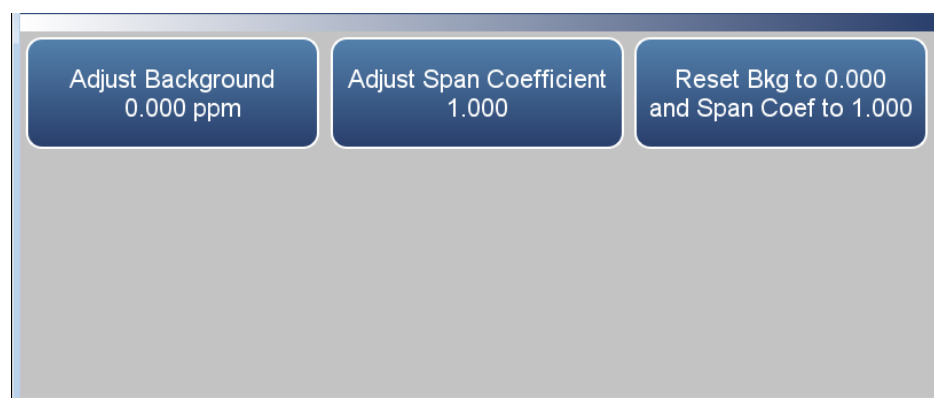 Adjust Background
0.000 ppm
Adjust Span Coefficient
1.000
Reset Bkg to 0.000
and Span Coef to 1.000